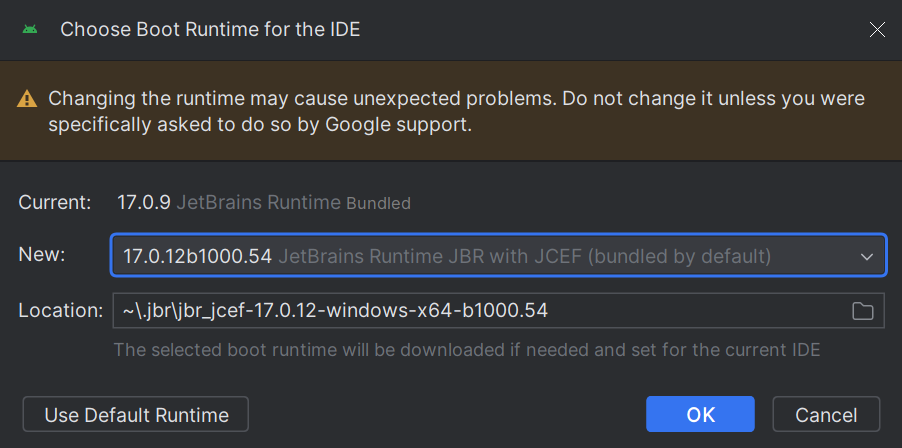 Choose Boot Runtime for the IDE
Changing the runtime may cause unexpected problems. Do not change it unless you were
specifically asked to do so by Google support.
Current: 17.0.9 JetBrains Runtime Bundled
New: 17.0.12b1000.54 JetBrains Runtime JBR with JCEF (bundled by default)
Location: ~\.jbr\jbr_jcef-17.0.12-windows-x64-b1000.54
The selected boot runtime will be downloaded if needed and set for the current IDE
Use Default Runtime OK Cancel